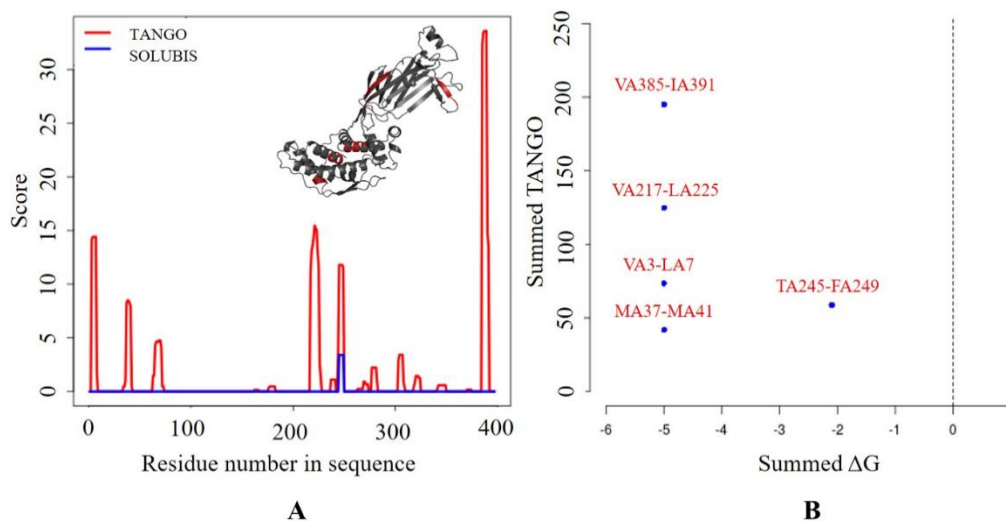 TANGO
SOLUBIS
Score
30
25
20
15
10
5
0
0 100 200 300 400
Residue number in sequence
A
Summed TANGO
250
200
150
100
50
0
VA385-IA391
VA217-LA225
VA3-LA7
TA245-FA249
MA37-MA41
-6 -5 -4 -3 -2 -1 0
Summed ΔG
B